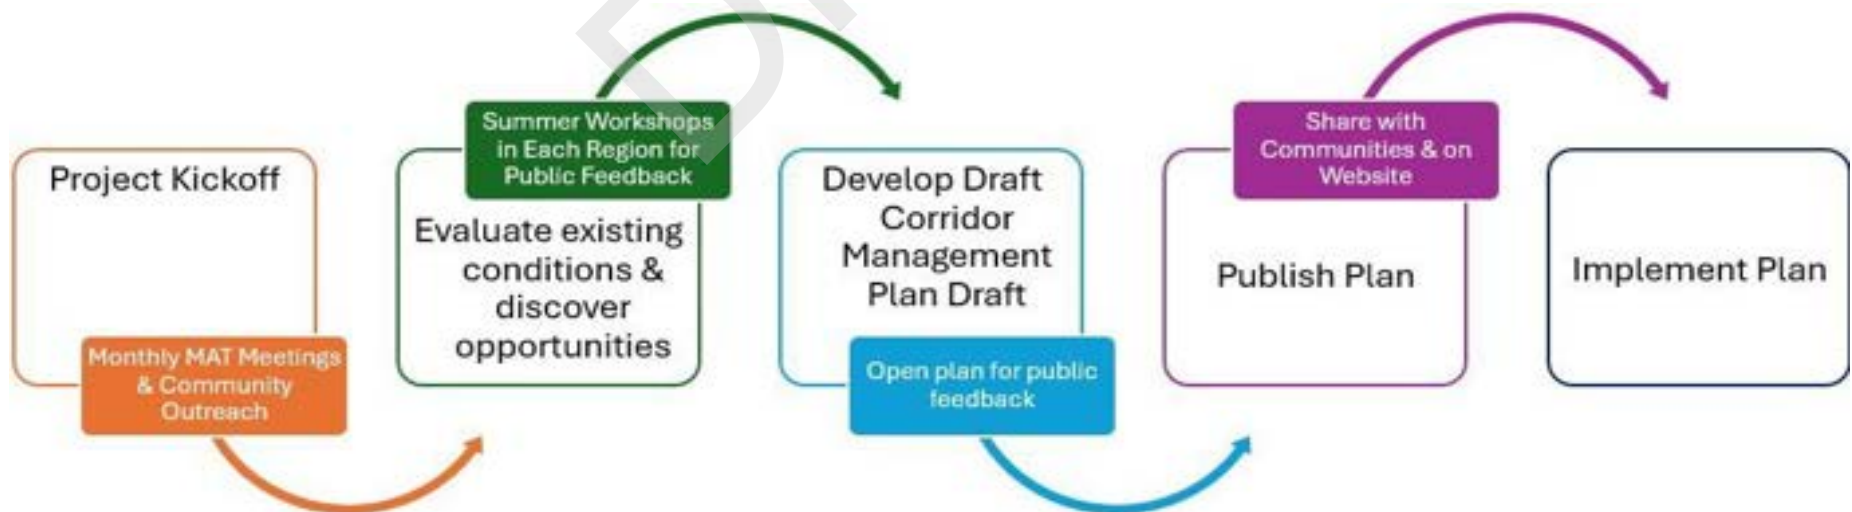 Project Kickoff
Monthly MAT Meetings
& Community
Outreach
Summer Workshops
in Each Region for
Public Feedback
Evaluate existing
conditions &
discover
opportunities
Develop Draft
Corridor
Management
Plan Draft
Open plan for public
feedback
Share with
Communities & on
Website
Publish Plan
Implement Plan